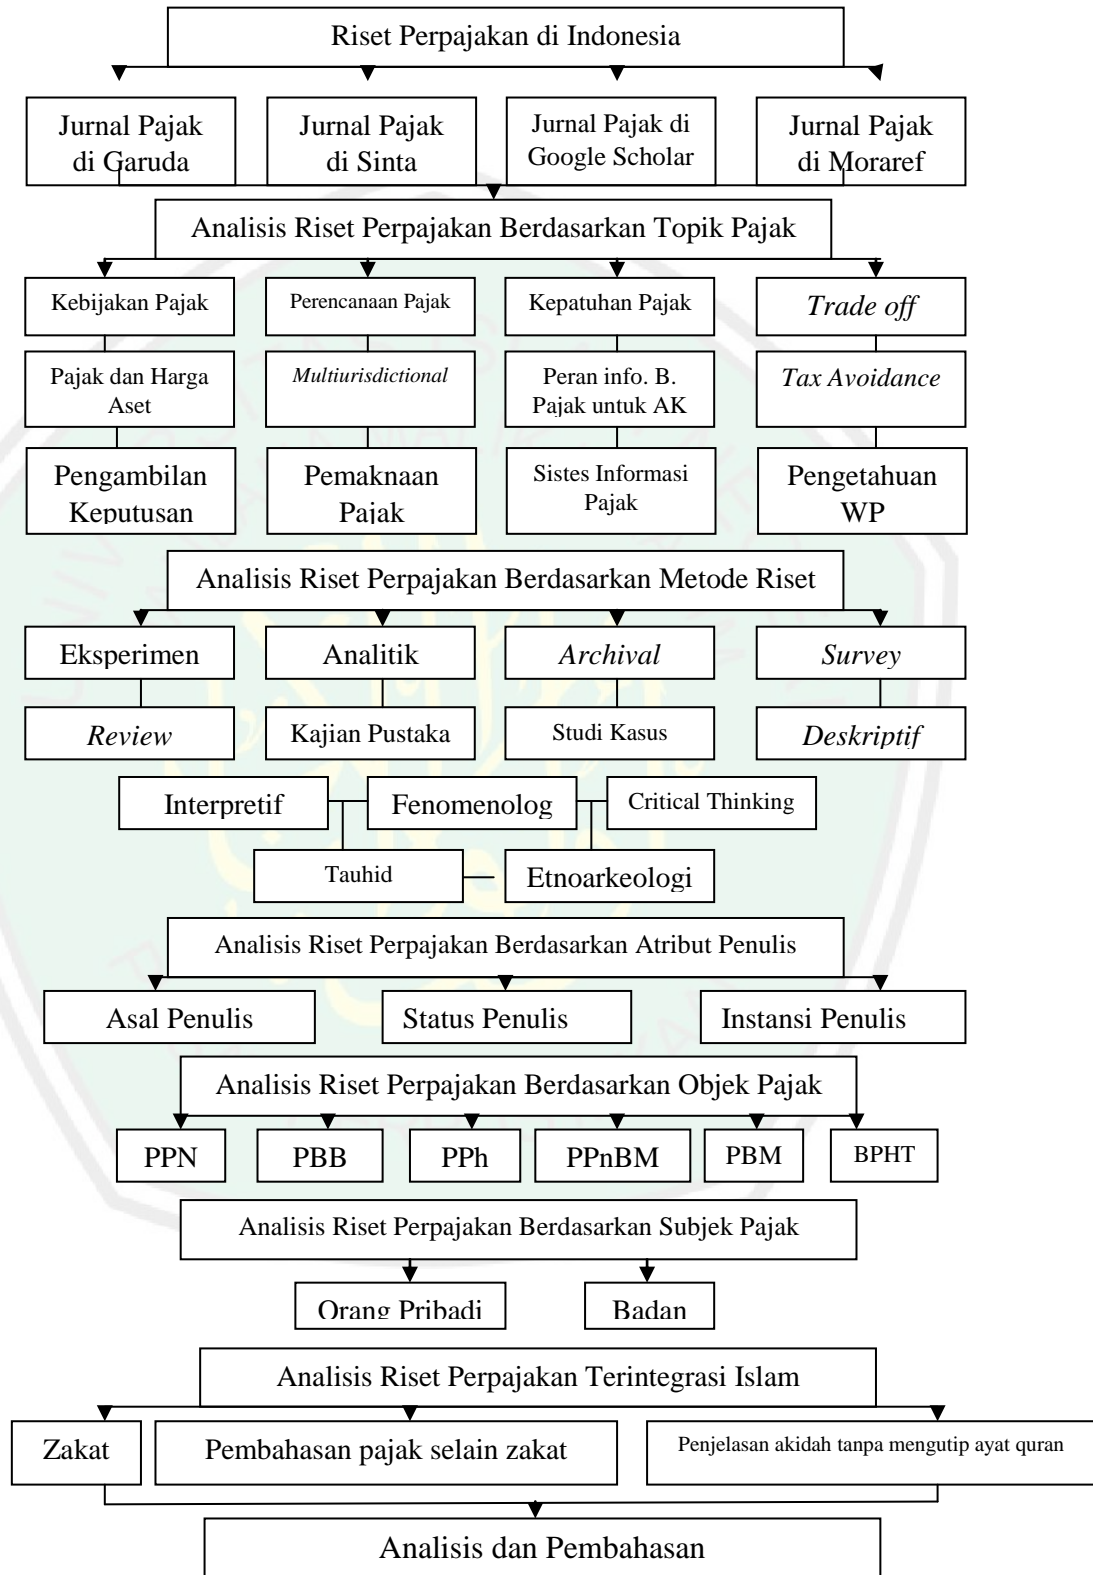 Riset Perpajakan di Indonesia
Jurnal Pajak
di Garuda
Jurnal Pajak
di Sinta
Jurnal Pajak di
Google Scholar
Jurnal Pajak
di Moraref
Analisis Riset Perpajakan Berdasarkan Topik Pajak
Kebijakan Pajak
Perencanaan Pajak
Kepatuhan Pajak
Trade off
Pajak dan Harga
Aset
Multiurisdictional
Peran info. B.
Pajak untuk AK
Tax Avoidance
Pengambilan
Keputusan
Pemaknaan
Pajak
Sistes Informasi
Pajak
Pengetahuan
WP
Analisis Riset Perpajakan Berdasarkan Metode Riset
Eksperimen
Analitik
Archival
Survey
Review
Kajian Pustaka
Studi Kasus
Deskriptif
Interpretif
Fenomenolog
Critical Thinking
Tauhid
Etnoarkeologi
Analisis Riset Perpajakan Berdasarkan Atribut Penulis
Asal Penulis
Status Penulis
Instansi Penulis
Analisis Riset Perpajakan Berdasarkan Objek Pajak
PPN
PBB
PPh
PPnBM
PBM
BPHT
Analisis Riset Perpajakan Berdasarkan Subjek Pajak
Orang Pribadi
Badan
Analisis Riset Perpajakan Terintegrasi Islam
Zakat
Pembahasan pajak selain zakat
Penjelasan akidah tanpa mengutip ayat quran
Analisis dan Pembahasan